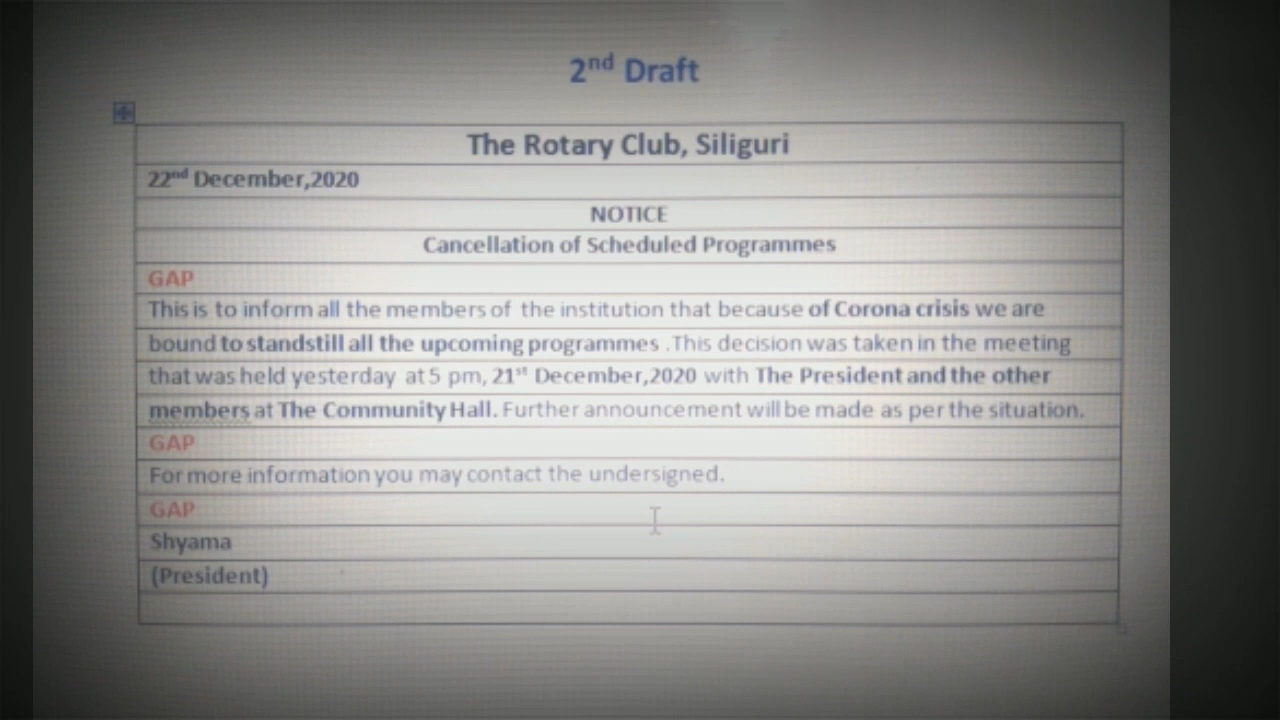 2nd Draft
The Rotary Club, Siliguri
22nd December,2020
NOTICE
Cancellation of Scheduled Programmes
GAP
This is to inform all the members of the institution that because of Corona crisis we are
bound to standstill all the upcoming programmes .This decision was taken in the meeting
that was held yesterday at 5 pm, 21st December,2020 with The President and the other
members at The Community Hall. Further announcement will be made as per the situation.
GAP
For more information you may contact the undersigned.
GAP
Shyama
(President)